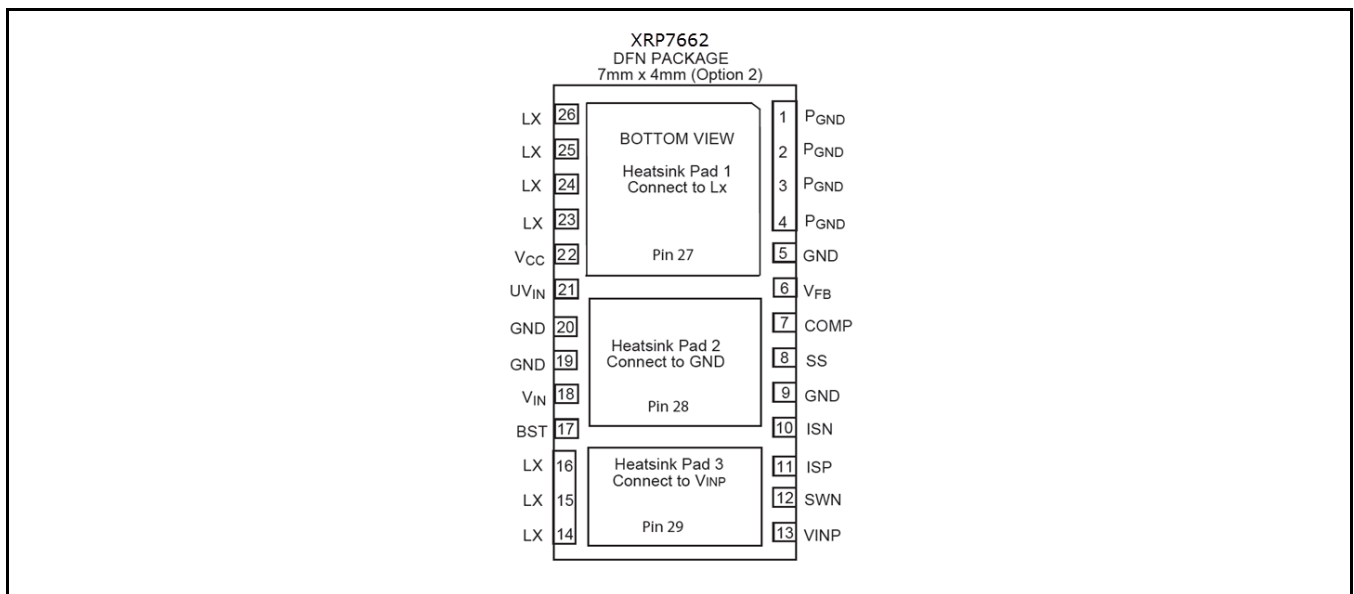 XRP7662
DFN PACKAGE
7mm x 4mm (Option 2)
LX 26
LX 25
LX 24
LX 23
VCC 22
UVIN 21
GND 20
GND 19
VIN 18
BST 17
LX 16
LX 15
LX 14
BOTTOM VIEW
Heatsink Pad 1
Connect to Lx
Pin 27
Heatsink Pad 2
Connect to GND
Pin 28
Heatsink Pad 3
Connect to VINP
Pin 29
1 PGND
2 PGND
3 PGND
4 PGND
5 GND
6 VFB
7 COMP
8 SS
9 GND
10 ISN
11 ISP
12 SWN
13 VINP